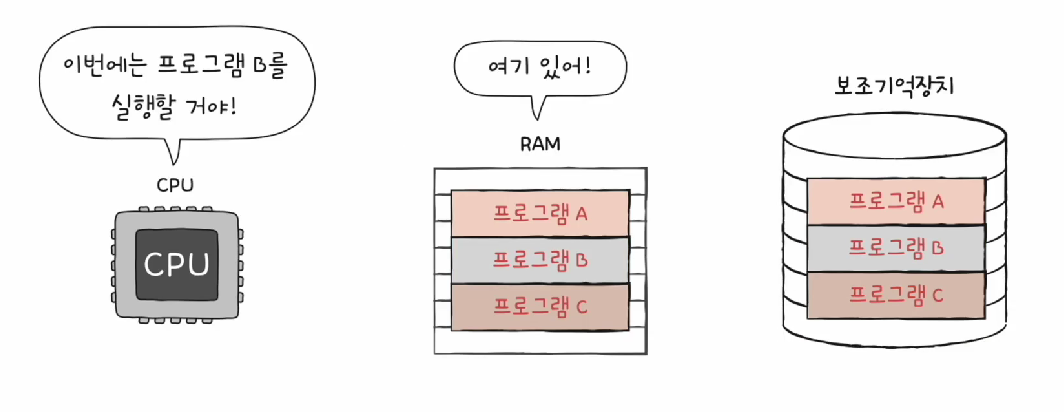 이번에는 프로그램 B를
실행할 거야!
CPU
CPU
여기 있어!
RAM
프로그램 A
프로그램 B
프로그램 C
보조기억장치
프로그램 A
프로그램 B
프로그램 C